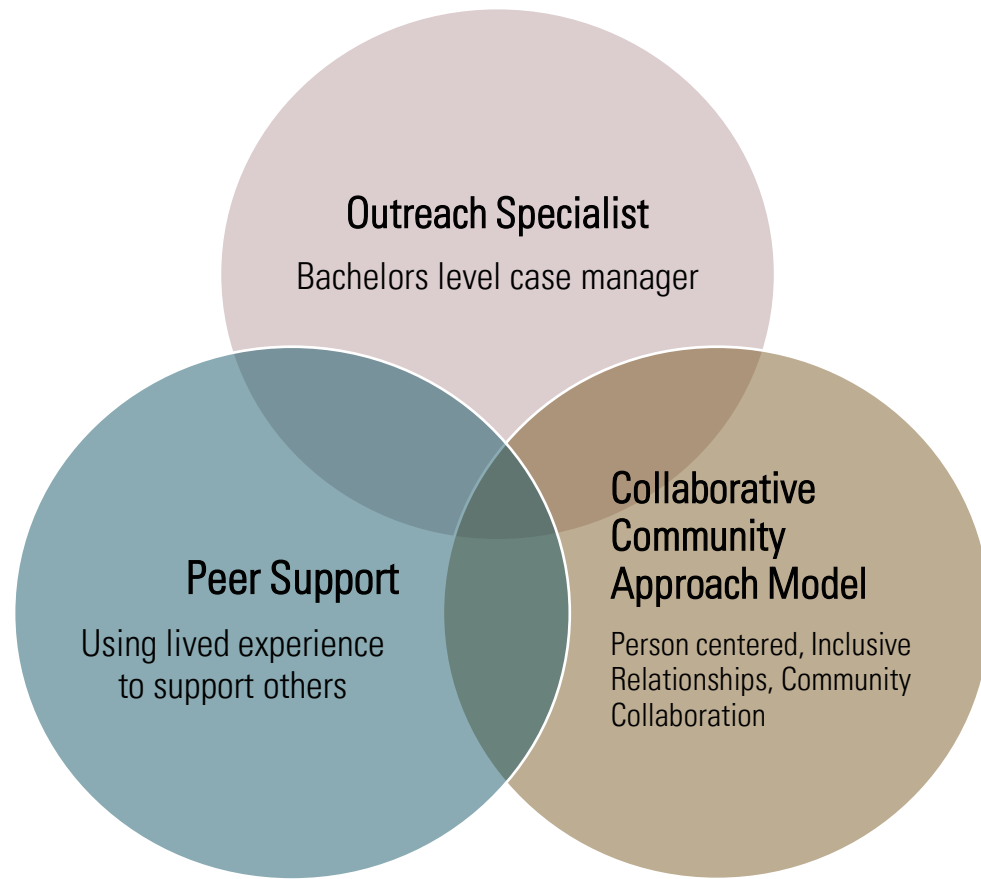 Outreach Specialist
Bachelors level case manager
Peer Support
Using lived experience
to support others
Collaborative
Community
Approach Model
Person centered, Inclusive
Relationships, Community
Collaboration